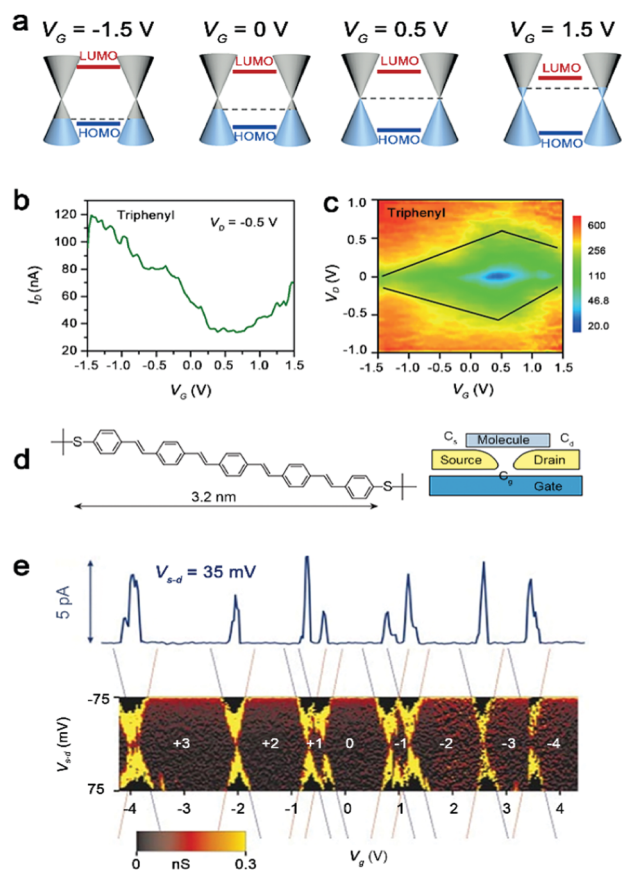 a
V_G = -1.5 V
V_G = 0 V
V_G = 0.5 V
V_G = 1.5 V
LUMO
LUMO
LUMO
LUMO
HOMO
HOMO
HOMO
HOMO
b
Triphenyl
V_D = -0.5 V
I_D (nA)
120
100
80
60
40
20
-1.5 -1.0 -0.5 0.0 0.5 1.0 1.5
V_G (V)
c
Triphenyl
V_D (V)
1.0
0.5
0
-0.5
-1.0
-1.5 -1.0 -0.5 0.0 0.5 1.0 1.5
V_G (V)
600
256
110
46.8
20.0
d
S
S
3.2 nm
C_s
Molecule
C_d
Source
Drain
C_g
Gate
e
5 pA
V_s-d = 35 mV
V_s-d (mV)
-75
75
+3 +2 +1 0 -1 -2 -3 -4
-4 -3 -2 -1 0 1 2 3 4
V_g (V)
0 nS 0.3